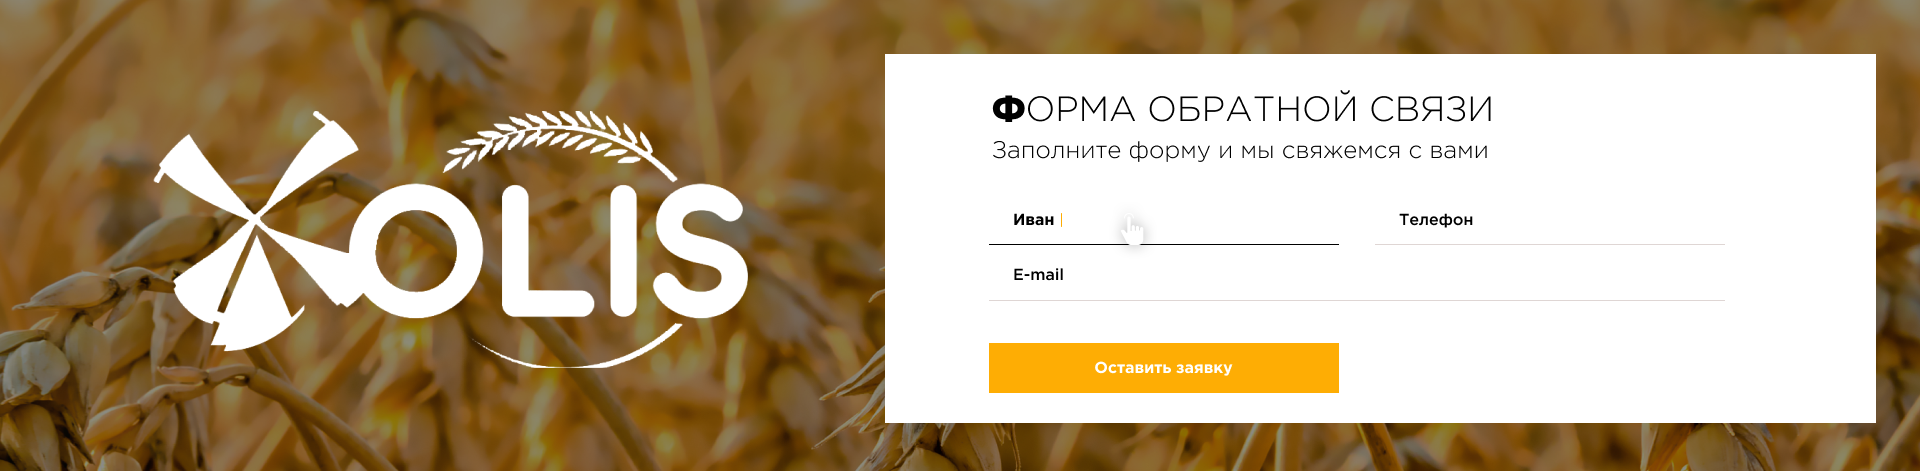 XOLIS
ФОРМА ОБРАТНОЙ СВЯЗИ
Заполните форму и мы свяжемся с вами
Иван
Телефон
E-mail
Оставить заявку